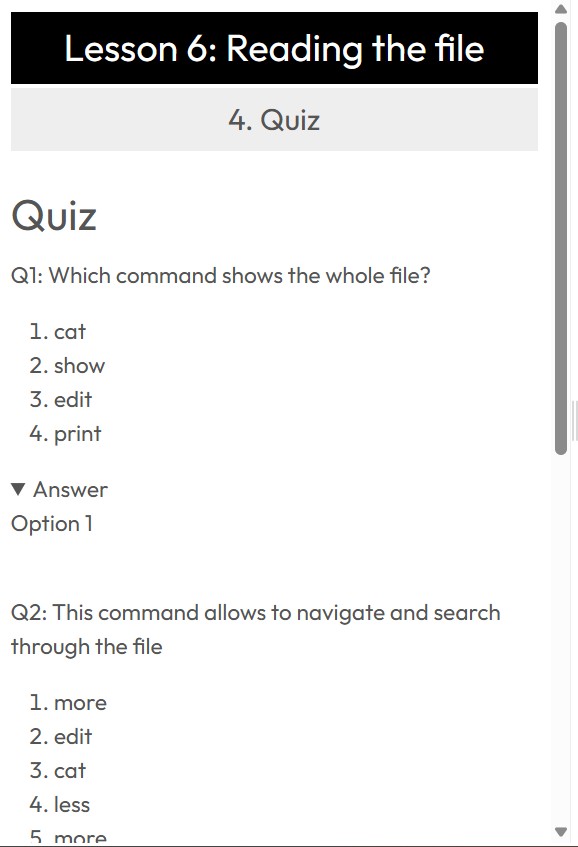 Lesson 6: Reading the file
4. Quiz
Quiz
Q1: Which command shows the whole file?
1. cat
2. show
3. edit
4. print
▼ Answer
Option 1
Q2: This command allows to navigate and search
through the file
1. more
2. edit
3. cat
4. less
5. more